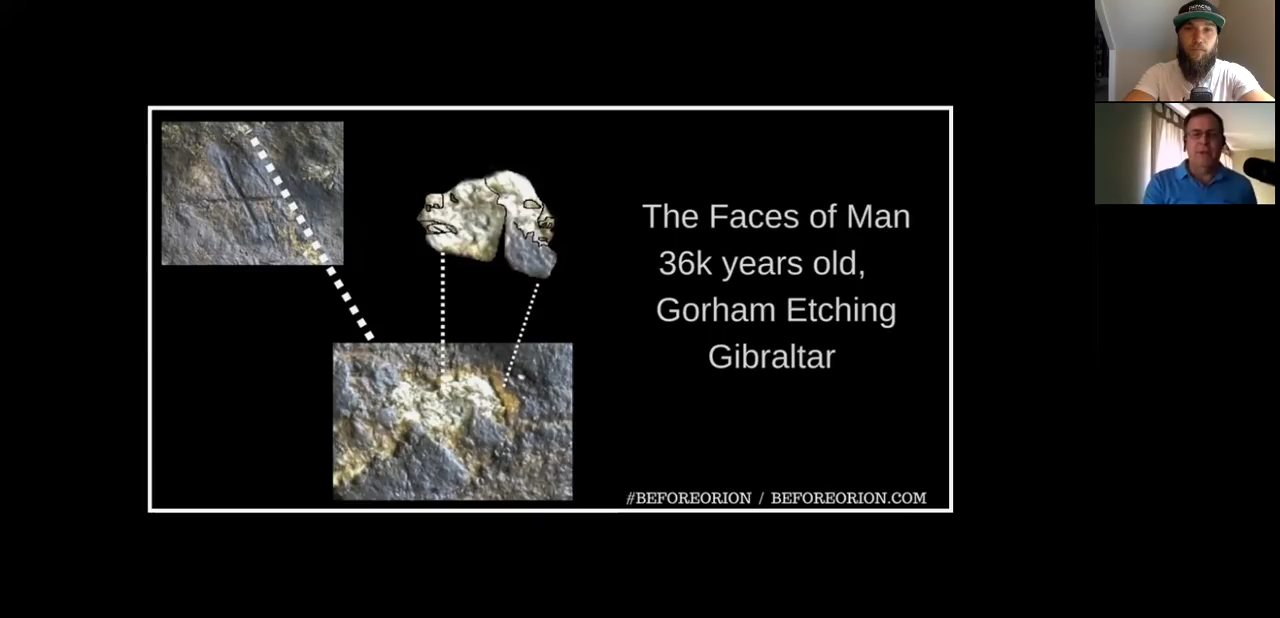 The Faces of Man
36k years old,
Gorham Etching
Gibraltar
#BEFOREORION / BEFOREORION.COM